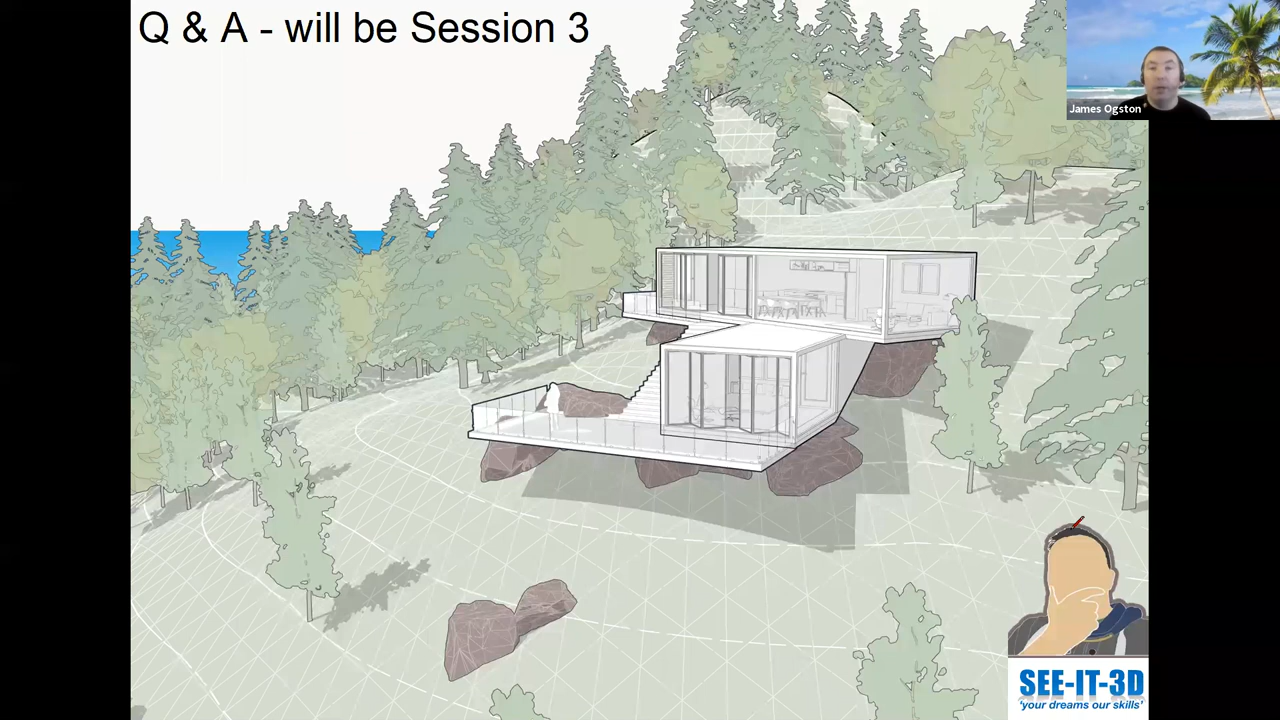 Q & A - will be Session 3
James Ogston
SEE-IT-3D
'your dreams our skills'